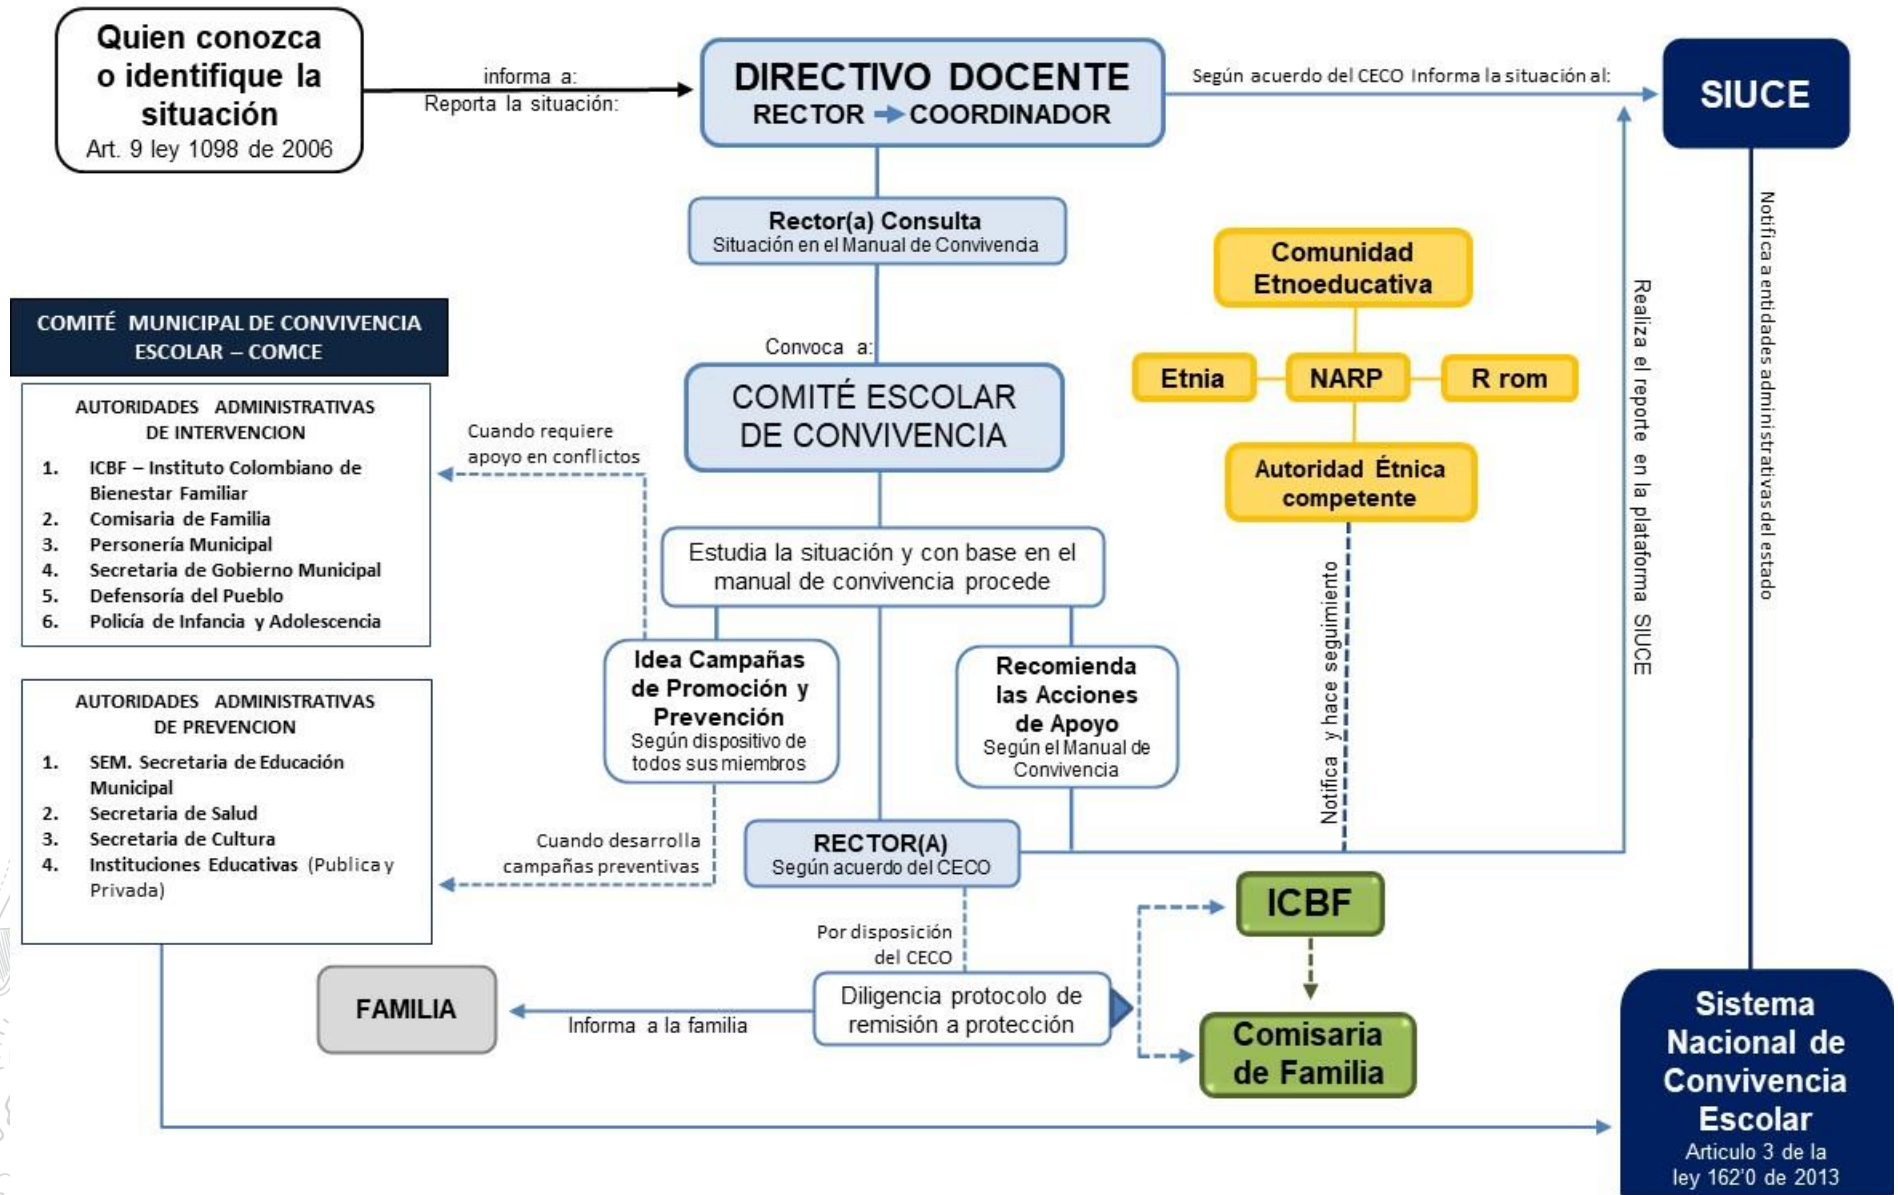 Quien conozca
o identifique la
situación
Art. 9 ley 1098 de 2006
informa a:
Reporta la situación:
DIRECTIVO DOCENTE
RECTOR COORDINADOR
Según acuerdo del CECO Informa la situación al:
SIUCE
Rector(a) Consulta
Situación en el Manual de Convivencia
Convoca a:
COMITÉ ESCOLAR
DE CONVIVENCIA
Comunidad
Etnoeducativa
Etnia
NARP
R rom
Autoridad Étnica
competente
Notifica y hace seguimiento
Realiza el reporte en la plataforma SIUCE
Notifica a entidades administrativas del estado
COMITÉ MUNICIPAL DE CONVIVENCIA
ESCOLAR – COMCE
AUTORIDADES ADMINISTRATIVAS
DE INTERVENCION
1. ICBF – Instituto Colombiano de
Bienestar Familiar
2. Comisaria de Familia
3. Personería Municipal
4. Secretaria de Gobierno Municipal
5. Defensoría del Pueblo
6. Policía de Infancia y Adolescencia
AUTORIDADES ADMINISTRATIVAS
DE PREVENCION
1. SEM. Secretaria de Educación
Municipal
2. Secretaria de Salud
3. Secretaria de Cultura
4. Instituciones Educativas (Publica y
Privada)
Cuando requiere
apoyo en conflictos
Estudia la situación y con base en el
manual de convivencia procede
Idea Campañas
de Promoción y
Prevención
Según dispositivo de
todos sus miembros
Recomienda
las Acciones
de Apoyo
Según el Manual de
Convivencia
Cuando desarrolla
campañas preventivas
RECTOR(A)
Según acuerdo del CECO
Por disposición
del CECO
Diligencia protocolo de
remisión a protección
Informa a la familia
FAMILIA
ICBF
Comisaria
de Familia
Sistema
Nacional de
Convivencia
Escolar
Articulo 3 de la
ley 162'0 de 2013